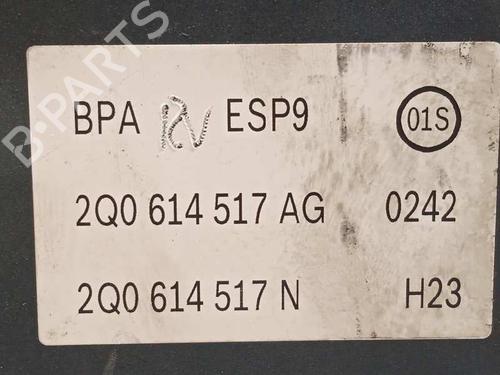 BPA ESP9 01S
2Q0 614 517 AG 0242
2Q0 614 517 N H23
B-PARTS